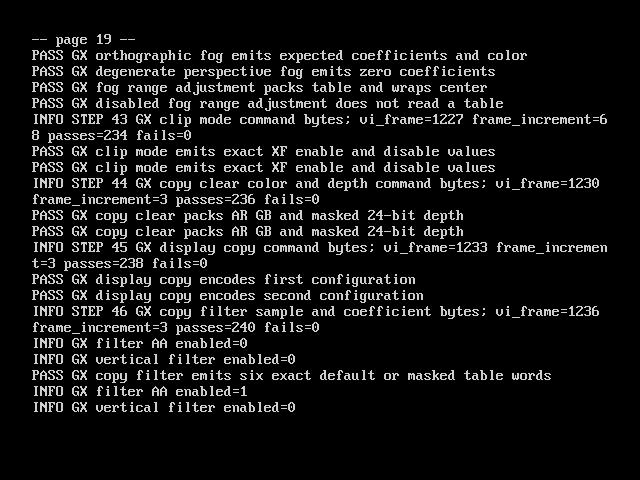 -- page 19 --
PASS GX orthographic fog emits expected coefficients and color
PASS GX degenerate perspective fog emits zero coefficients
PASS GX fog range adjustment packs table and wraps center
PASS GX disabled fog range adjustment does not read a table
INFO STEP 43 GX clip mode command bytes; vi_frame=1227 frame_increment=6
8 passes=234 fails=0
PASS GX clip mode emits exact XF enable and disable values
PASS GX clip mode emits exact XF enable and disable values
INFO STEP 44 GX copy clear color and depth command bytes; vi_frame=1230
frame_increment=3 passes=236 fails=0
PASS GX copy clear packs AR GB and masked 24-bit depth
PASS GX copy clear packs AR GB and masked 24-bit depth
INFO STEP 45 GX display copy command bytes; vi_frame=1233 frame_incremen
t=3 passes=238 fails=0
PASS GX display copy encodes first configuration
PASS GX display copy encodes second configuration
INFO STEP 46 GX copy filter sample and coefficient bytes; vi_frame=1236
frame_increment=3 passes=240 fails=0
INFO GX filter AA enabled=0
INFO GX vertical filter enabled=0
PASS GX copy filter emits six exact default or masked table words
INFO GX filter AA enabled=1
INFO GX vertical filter enabled=0